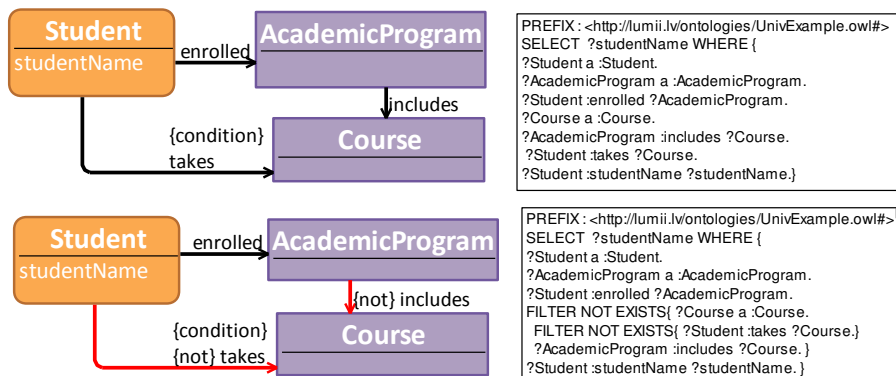 Student
studentName
enrolled
AcademicProgram
includes
{condition}
takes
Course
PREFIX : <http://lumii.lv/ontologies/UnivExample.owl#>
SELECT ?studentName WHERE {
?Student a :Student.
?AcademicProgram a :AcademicProgram.
?Student :enrolled ?AcademicProgram.
?Course a :Course.
?AcademicProgram :includes ?Course.
?Student :takes ?Course.
?Student :studentName ?studentName.}
Student
studentName
enrolled
AcademicProgram
{not} includes
{condition}
{not} takes
Course
PREFIX : <http://lumii.lv/ontologies/UnivExample.owl#>
SELECT ?studentName WHERE {
?Student a :Student.
?AcademicProgram a :AcademicProgram.
?Student :enrolled ?AcademicProgram.
FILTER NOT EXISTS{ ?Course a :Course.
FILTER NOT EXISTS{ ?Student :takes ?Course.}
?AcademicProgram :includes ?Course. }
?Student :studentName ?studentName. }